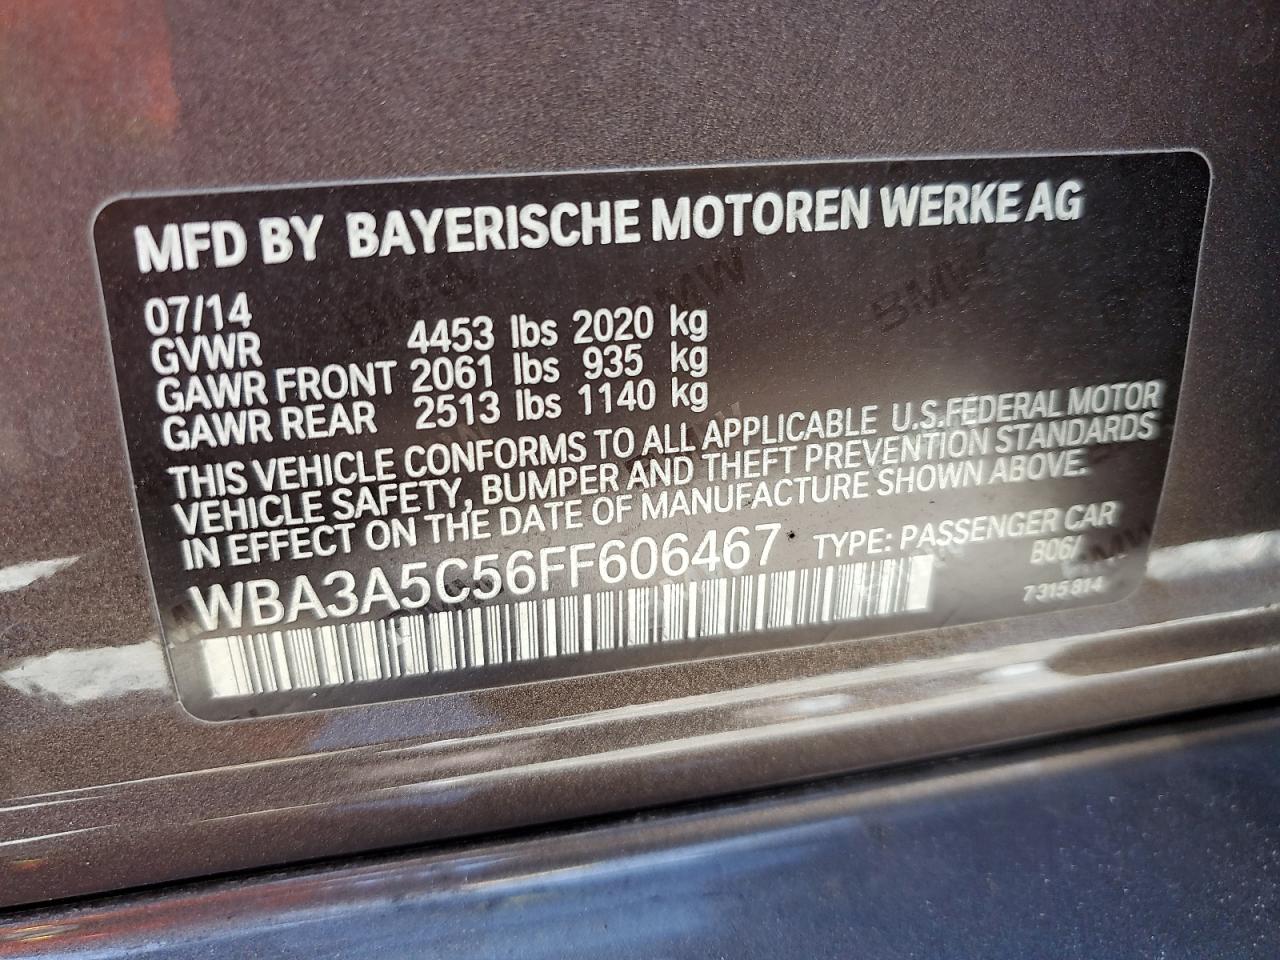 MFD BY BAYERISCHE MOTOREN WERKE AG
07/14
GVWR 4453 lbs 2020 kg
GAWR FRONT 2061 lbs 935 kg
GAWR REAR 2513 lbs 1140 kg
THIS VEHICLE CONFORMS TO ALL APPLICABLE U.S.FEDERAL MOTOR
VEHICLE SAFETY, BUMPER AND THEFT PREVENTION STANDARDS
IN EFFECT ON THE DATE OF MANUFACTURE SHOWN ABOVE.
WBA3A5C56FF606467 TYPE: PASSENGER CAR
B06/
7 315 814